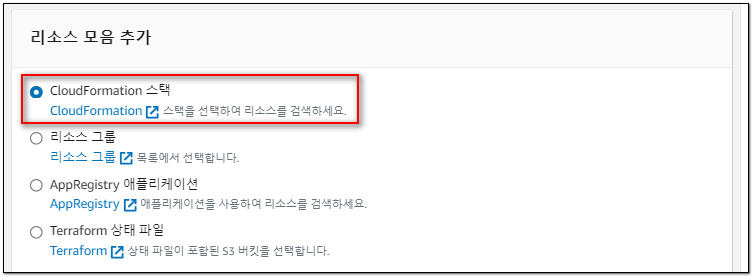 리소스 모음 추가
CloudFormation 스택
CloudFormation 스택을 선택하여 리소스를 검색하세요.
리소스 그룹
리소스 그룹 목록에서 선택합니다.
AppRegistry 애플리케이션
AppRegistry 애플리케이션을 사용하여 리소스를 검색하세요.
Terraform 상태 파일
Terraform 상태 파일이 포함된 S3 버킷을 선택합니다.